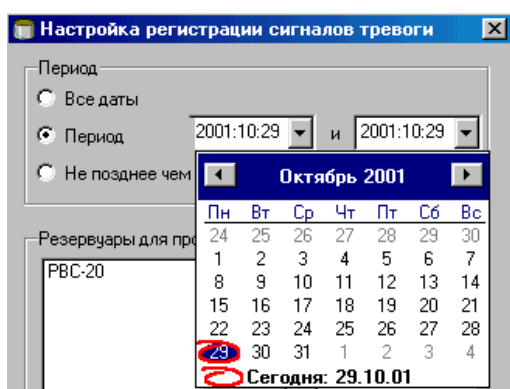 Настройка регистрации сигналов тревоги
Период
Все даты
Период 2001:10:29 и 2001:10:29
Не позднее чем
Октябрь 2001
Пн Вт Ср Чт Пт Сб Вс
24 25 26 27 28 29 30
1 2 3 4 5 6 7
8 9 10 11 12 13 14
15 16 17 18 19 20 21
22 23 24 25 26 27 28
29 30 31 1 2 3 4
Сегодня: 29.10.01
Резервуары для
РВС-20